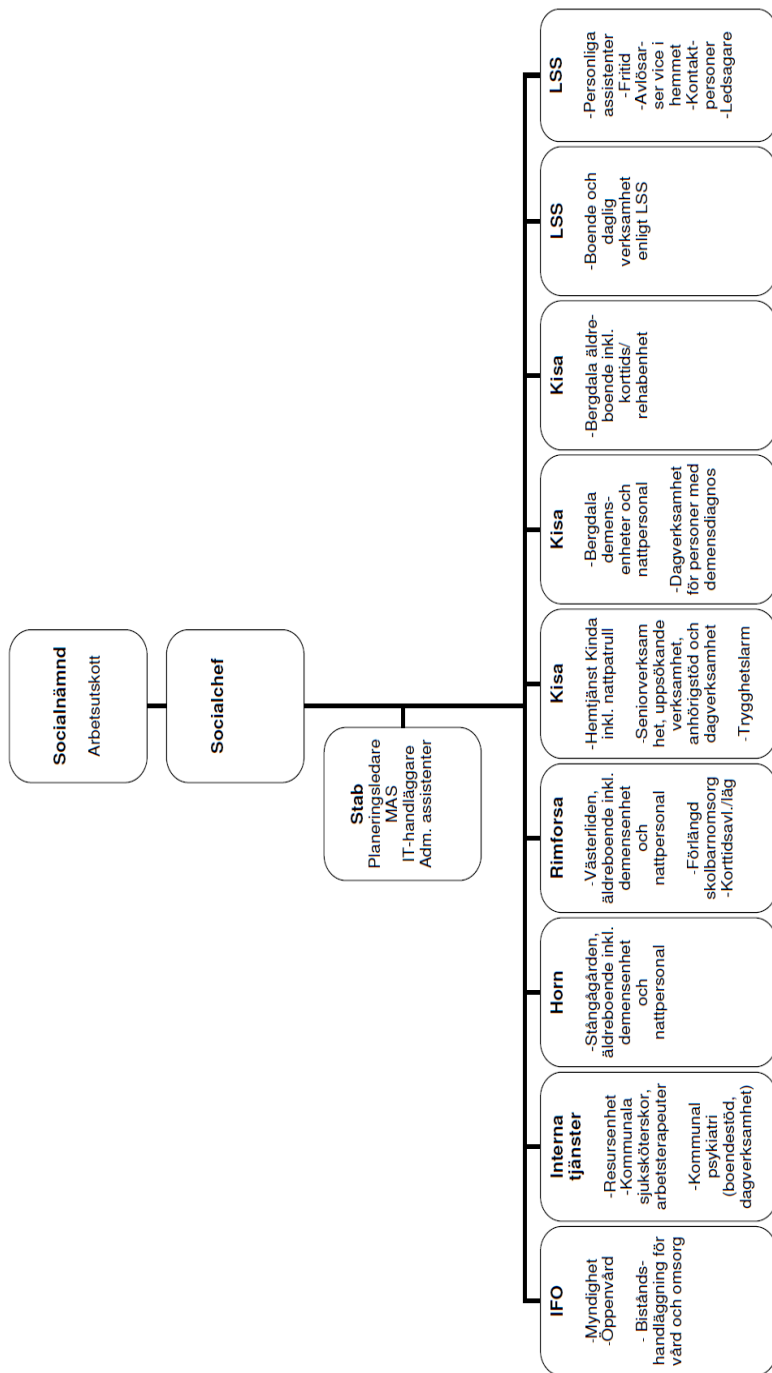 Socialnämnd
Arbetsutskott
Socialchef
Stab
Planeringsledare
MAS
IT-handläggare
Adm. assistenter
IFO
-Myndighet
-Öppenvård
- Bistånds-
handläggning för
vård och omsorg
Interna
tjänster
-Resursenhet
-Kommunala
sjuksköterskor,
arbetsterapeuter
-Kommunal
psykiatri
(boendestöd,
dagverksamhet)
Horn
-Stångågården,
äldreboende inkl.
demensenhet
och
nattpersonal
Rimforsa
-Västerliden,
äldreboende inkl.
demensenhet
och
nattpersonal
-Förlängd
skolbarnomsorg
-Korttidsavl./läg
Kisa
-Hemtjänst Kinda
inkl. nattpatrull
-Seniorverksam
het, uppsökande
verksamhet,
anhörigstöd och
dagverksamhet
-Trygghetslarm
Kisa
-Bergdala
demens-
enheter och
nattpersonal
-Dagverksamhet
för personer med
demensdiagnos
Kisa
-Bergdala äldre-
boende inkl.
korttids/
rehabenhet
LSS
-Boende och
daglig
verksamhet
enligt LSS
LSS
-Personliga
assistenter
-Fritid
-Avlösar-
ser vice i
hemmet
-Kontakt-
personer
-Ledsagare